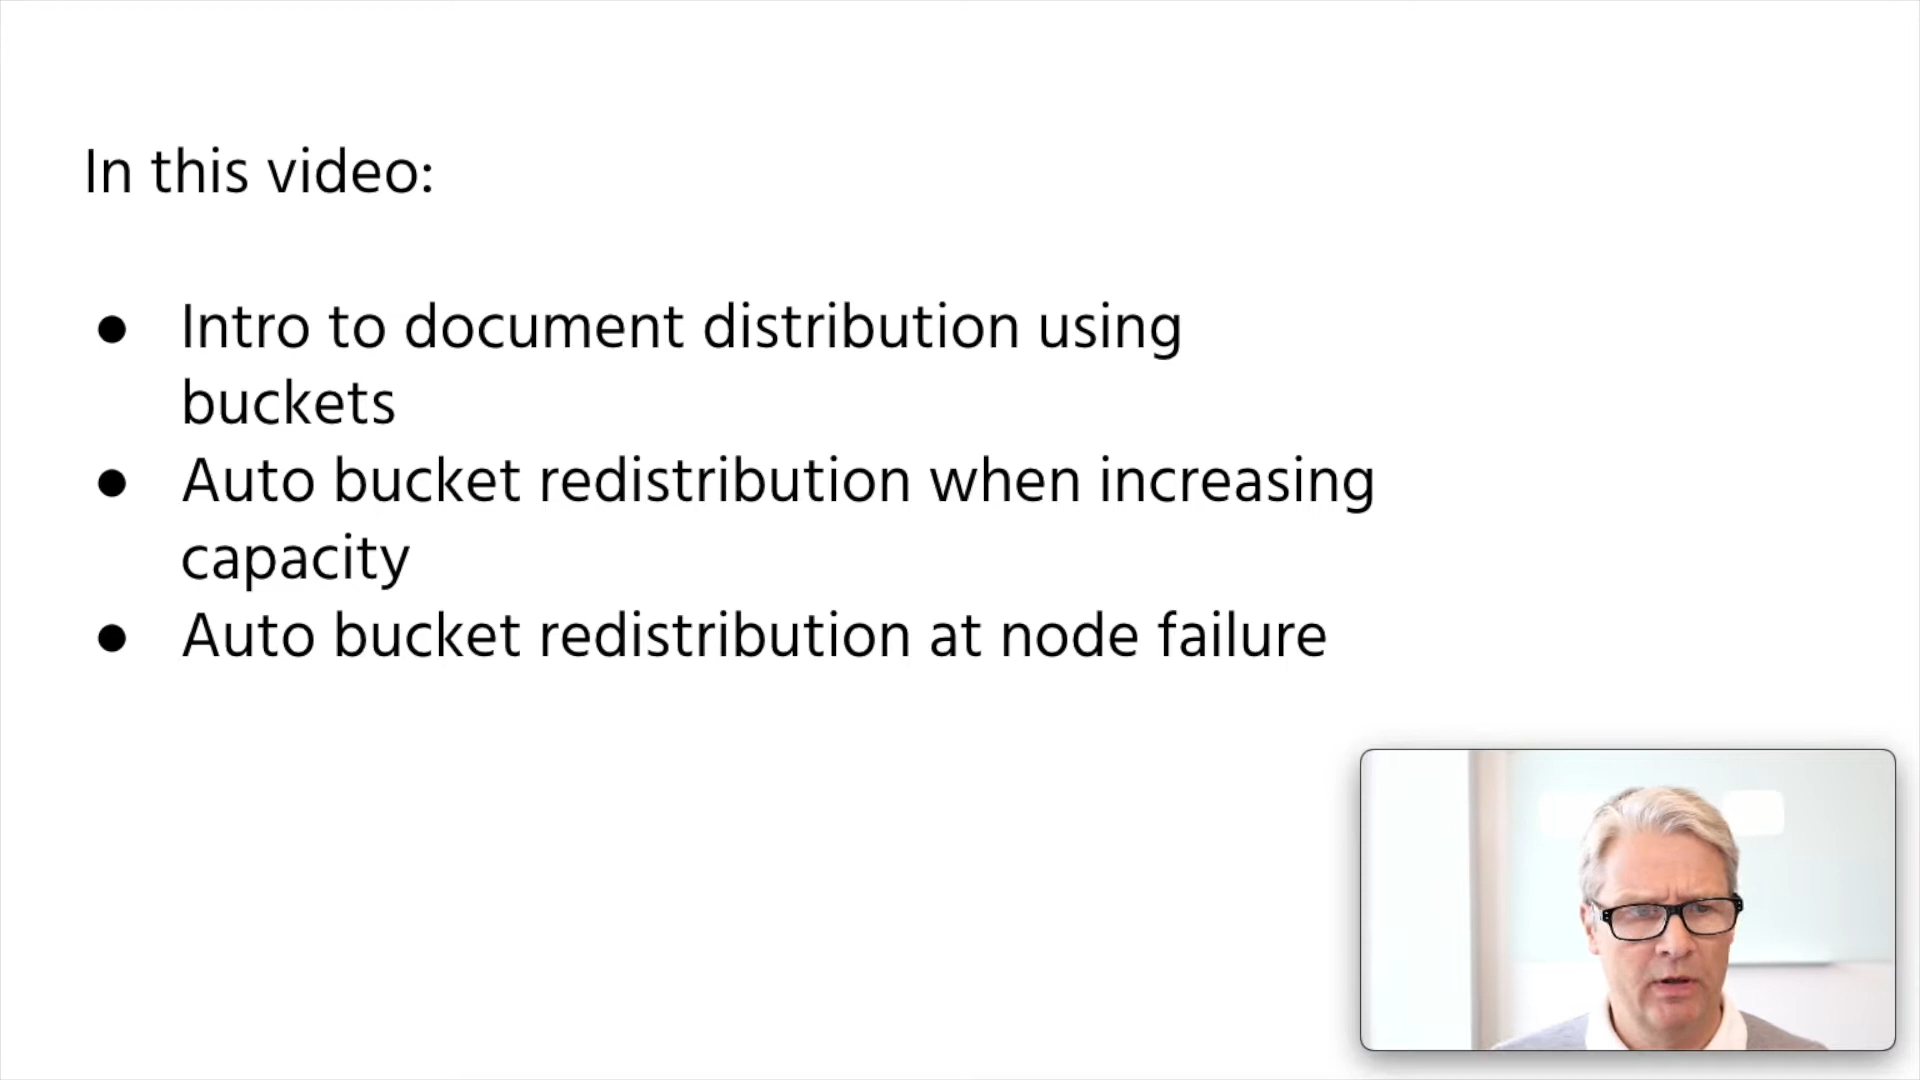 In this video:
● Intro to document distribution using
buckets
● Auto bucket redistribution when increasing
capacity
● Auto bucket redistribution at node failure